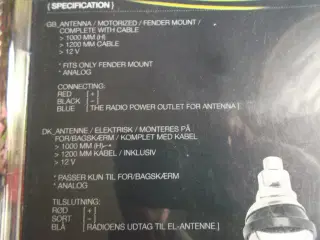 ( SPECIFICATION )
GB_ANTENNA / MOTORIZED / FENDER MOUNT /
COMPLETE WITH CABLE
> 1000 MM (H)
> 1200 MM CABLE
> 12 V
* FITS ONLY FENDER MOUNT
* ANALOG
CONNECTING:
RED [ + ]
BLACK [ - ]
BLUE [ THE RADIO POWER OUTLET FOR ANTENNA ]
DK_ANTENNE / ELEKTRISK / MONTERES PÅ
FOR/BAGSKÆRM / KOMPLET MED KABEL
> 1000 MM (H)
> 1200 MM KABEL / INKLUSIV
> 12 V
* PASSER KUN TIL FOR/BAGSKÆRM
* ANALOG
TILSLUTNING:
RØD [ + ]
SORT [ - ]
BLÅ [ RADIOENS UDTAG TIL EL-ANTENNE ]